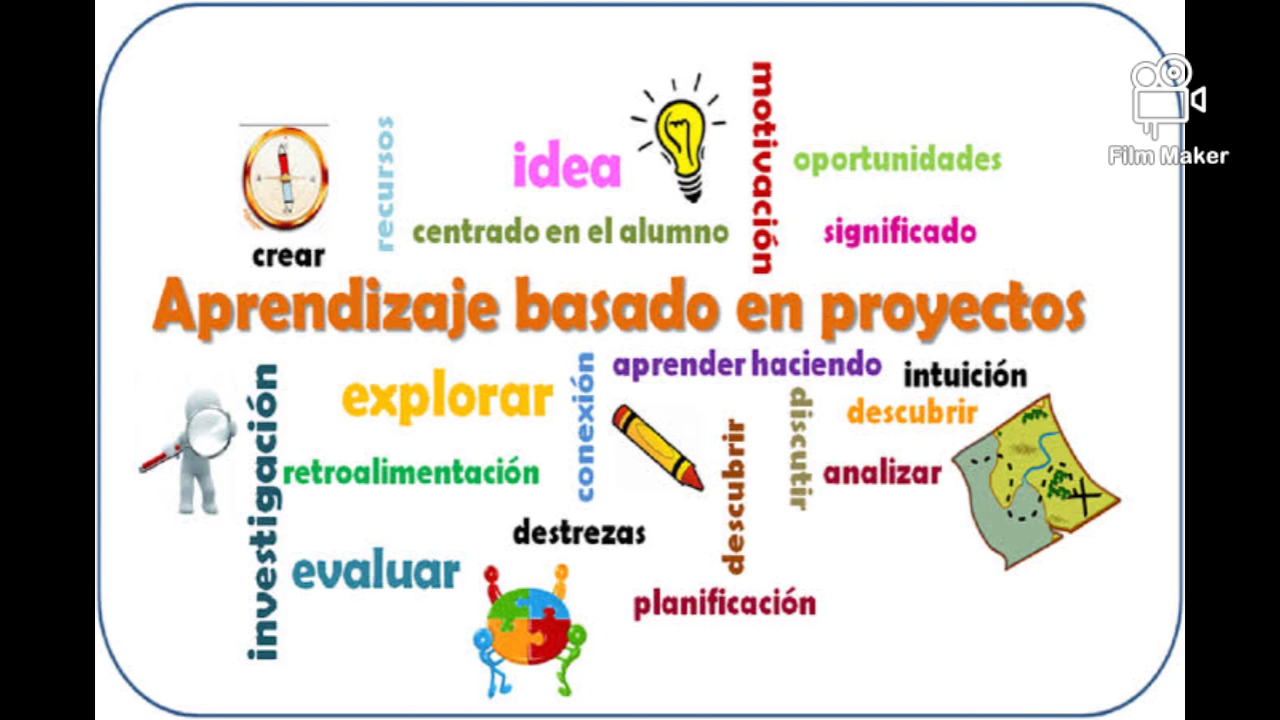 motivación
Film Maker
recursos
idea
oportunidades
centrado en el alumno
significado
crear
Aprendizaje basado en proyectos
aprender haciendo
intuición
investigación
explorar
conexión
discutir
descubrir
retroalimentación
descubrir
analizar
destrezas
evaluar
planificación